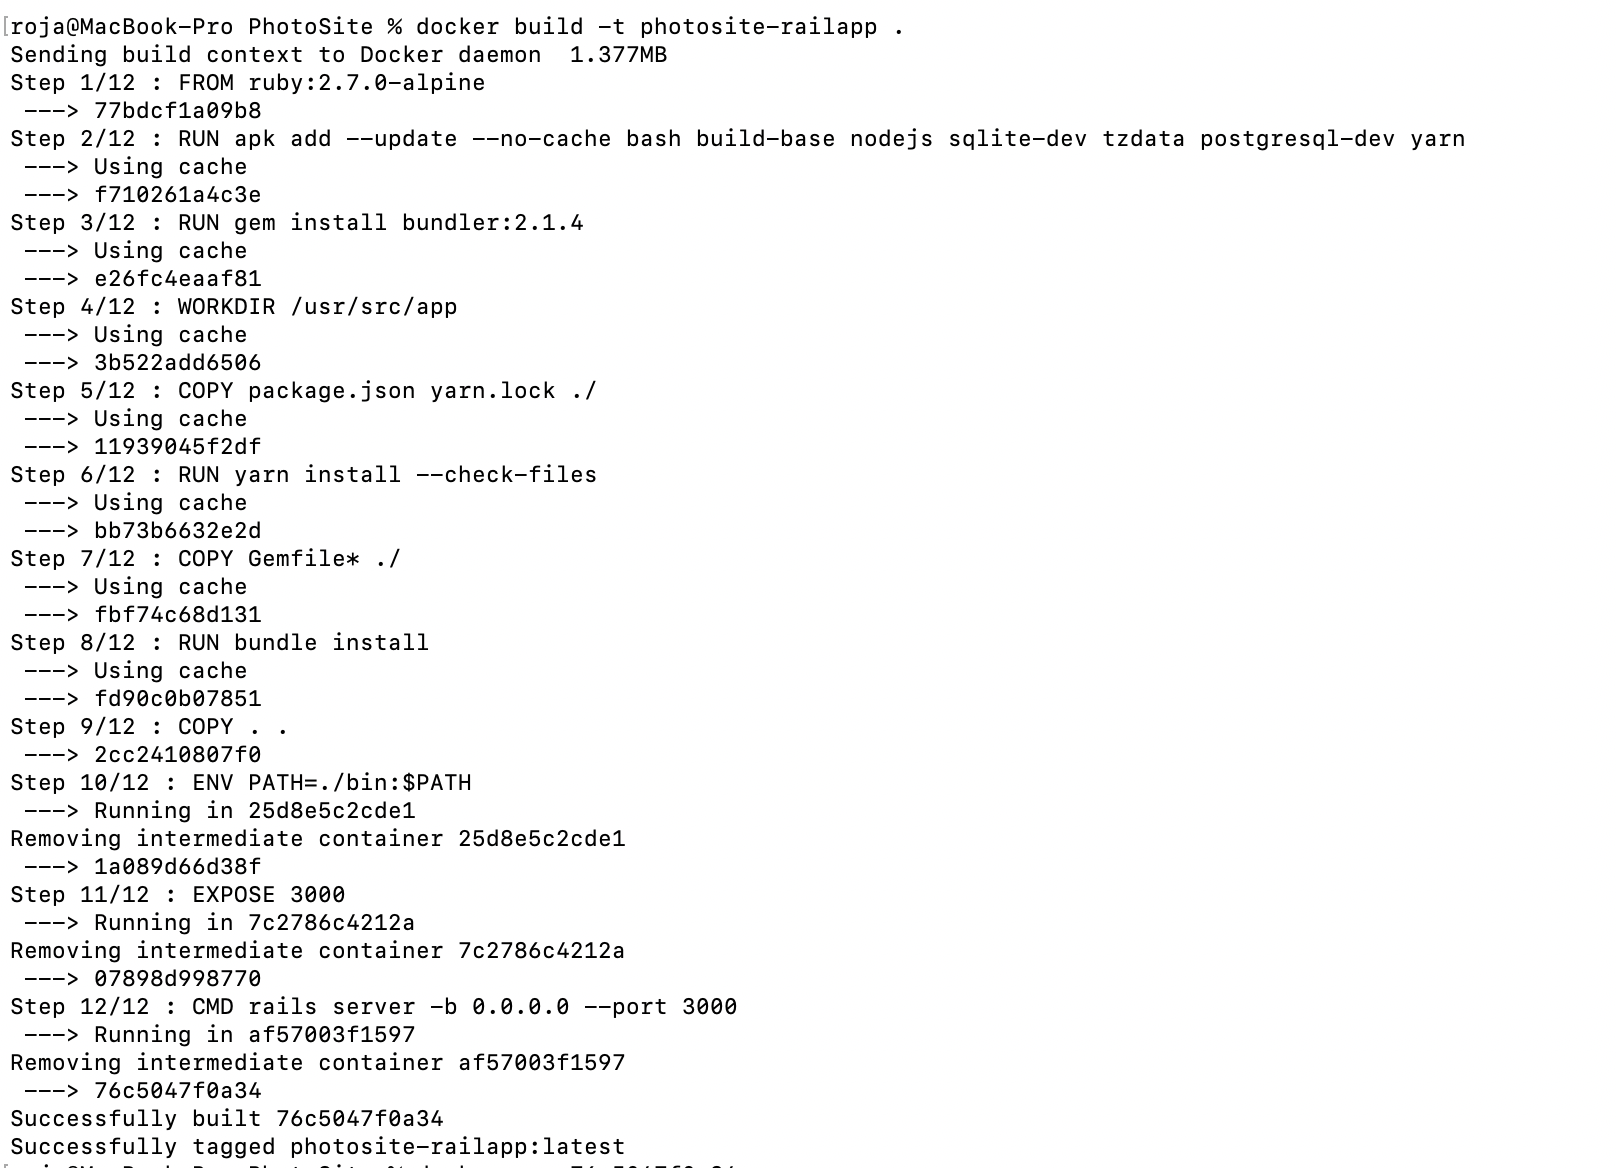 [roja@MacBook-Pro PhotoSite % docker build -t photosite-railapp .
Sending build context to Docker daemon  1.377MB
Step 1/12 : FROM ruby:2.7.0-alpine
 ---> 77bdcf1a09b8
Step 2/12 : RUN apk add --update --no-cache bash build-base nodejs sqlite-dev tzdata postgresql-dev yarn
 ---> Using cache
 ---> f710261a4c3e
Step 3/12 : RUN gem install bundler:2.1.4
 ---> Using cache
 ---> e26fc4eaaf81
Step 4/12 : WORKDIR /usr/src/app
 ---> Using cache
 ---> 3b522add6506
Step 5/12 : COPY package.json yarn.lock ./
 ---> Using cache
 ---> 11939045f2df
Step 6/12 : RUN yarn install --check-files
 ---> Using cache
 ---> bb73b6632e2d
Step 7/12 : COPY Gemfile* ./
 ---> Using cache
 ---> fbf74c68d131
Step 8/12 : RUN bundle install
 ---> Using cache
 ---> fd90c0b07851
Step 9/12 : COPY . .
 ---> 2cc2410807f0
Step 10/12 : ENV PATH=./bin:$PATH
 ---> Running in 25d8e5c2cde1
Removing intermediate container 25d8e5c2cde1
 ---> 1a089d66d38f
Step 11/12 : EXPOSE 3000
 ---> Running in 7c2786c4212a
Removing intermediate container 7c2786c4212a
 ---> 07898d998770
Step 12/12 : CMD rails server -b 0.0.0.0 --port 3000
 ---> Running in af57003f1597
Removing intermediate container af57003f1597
 ---> 76c5047f0a34
Successfully built 76c5047f0a34
Successfully tagged photosite-railapp:latest